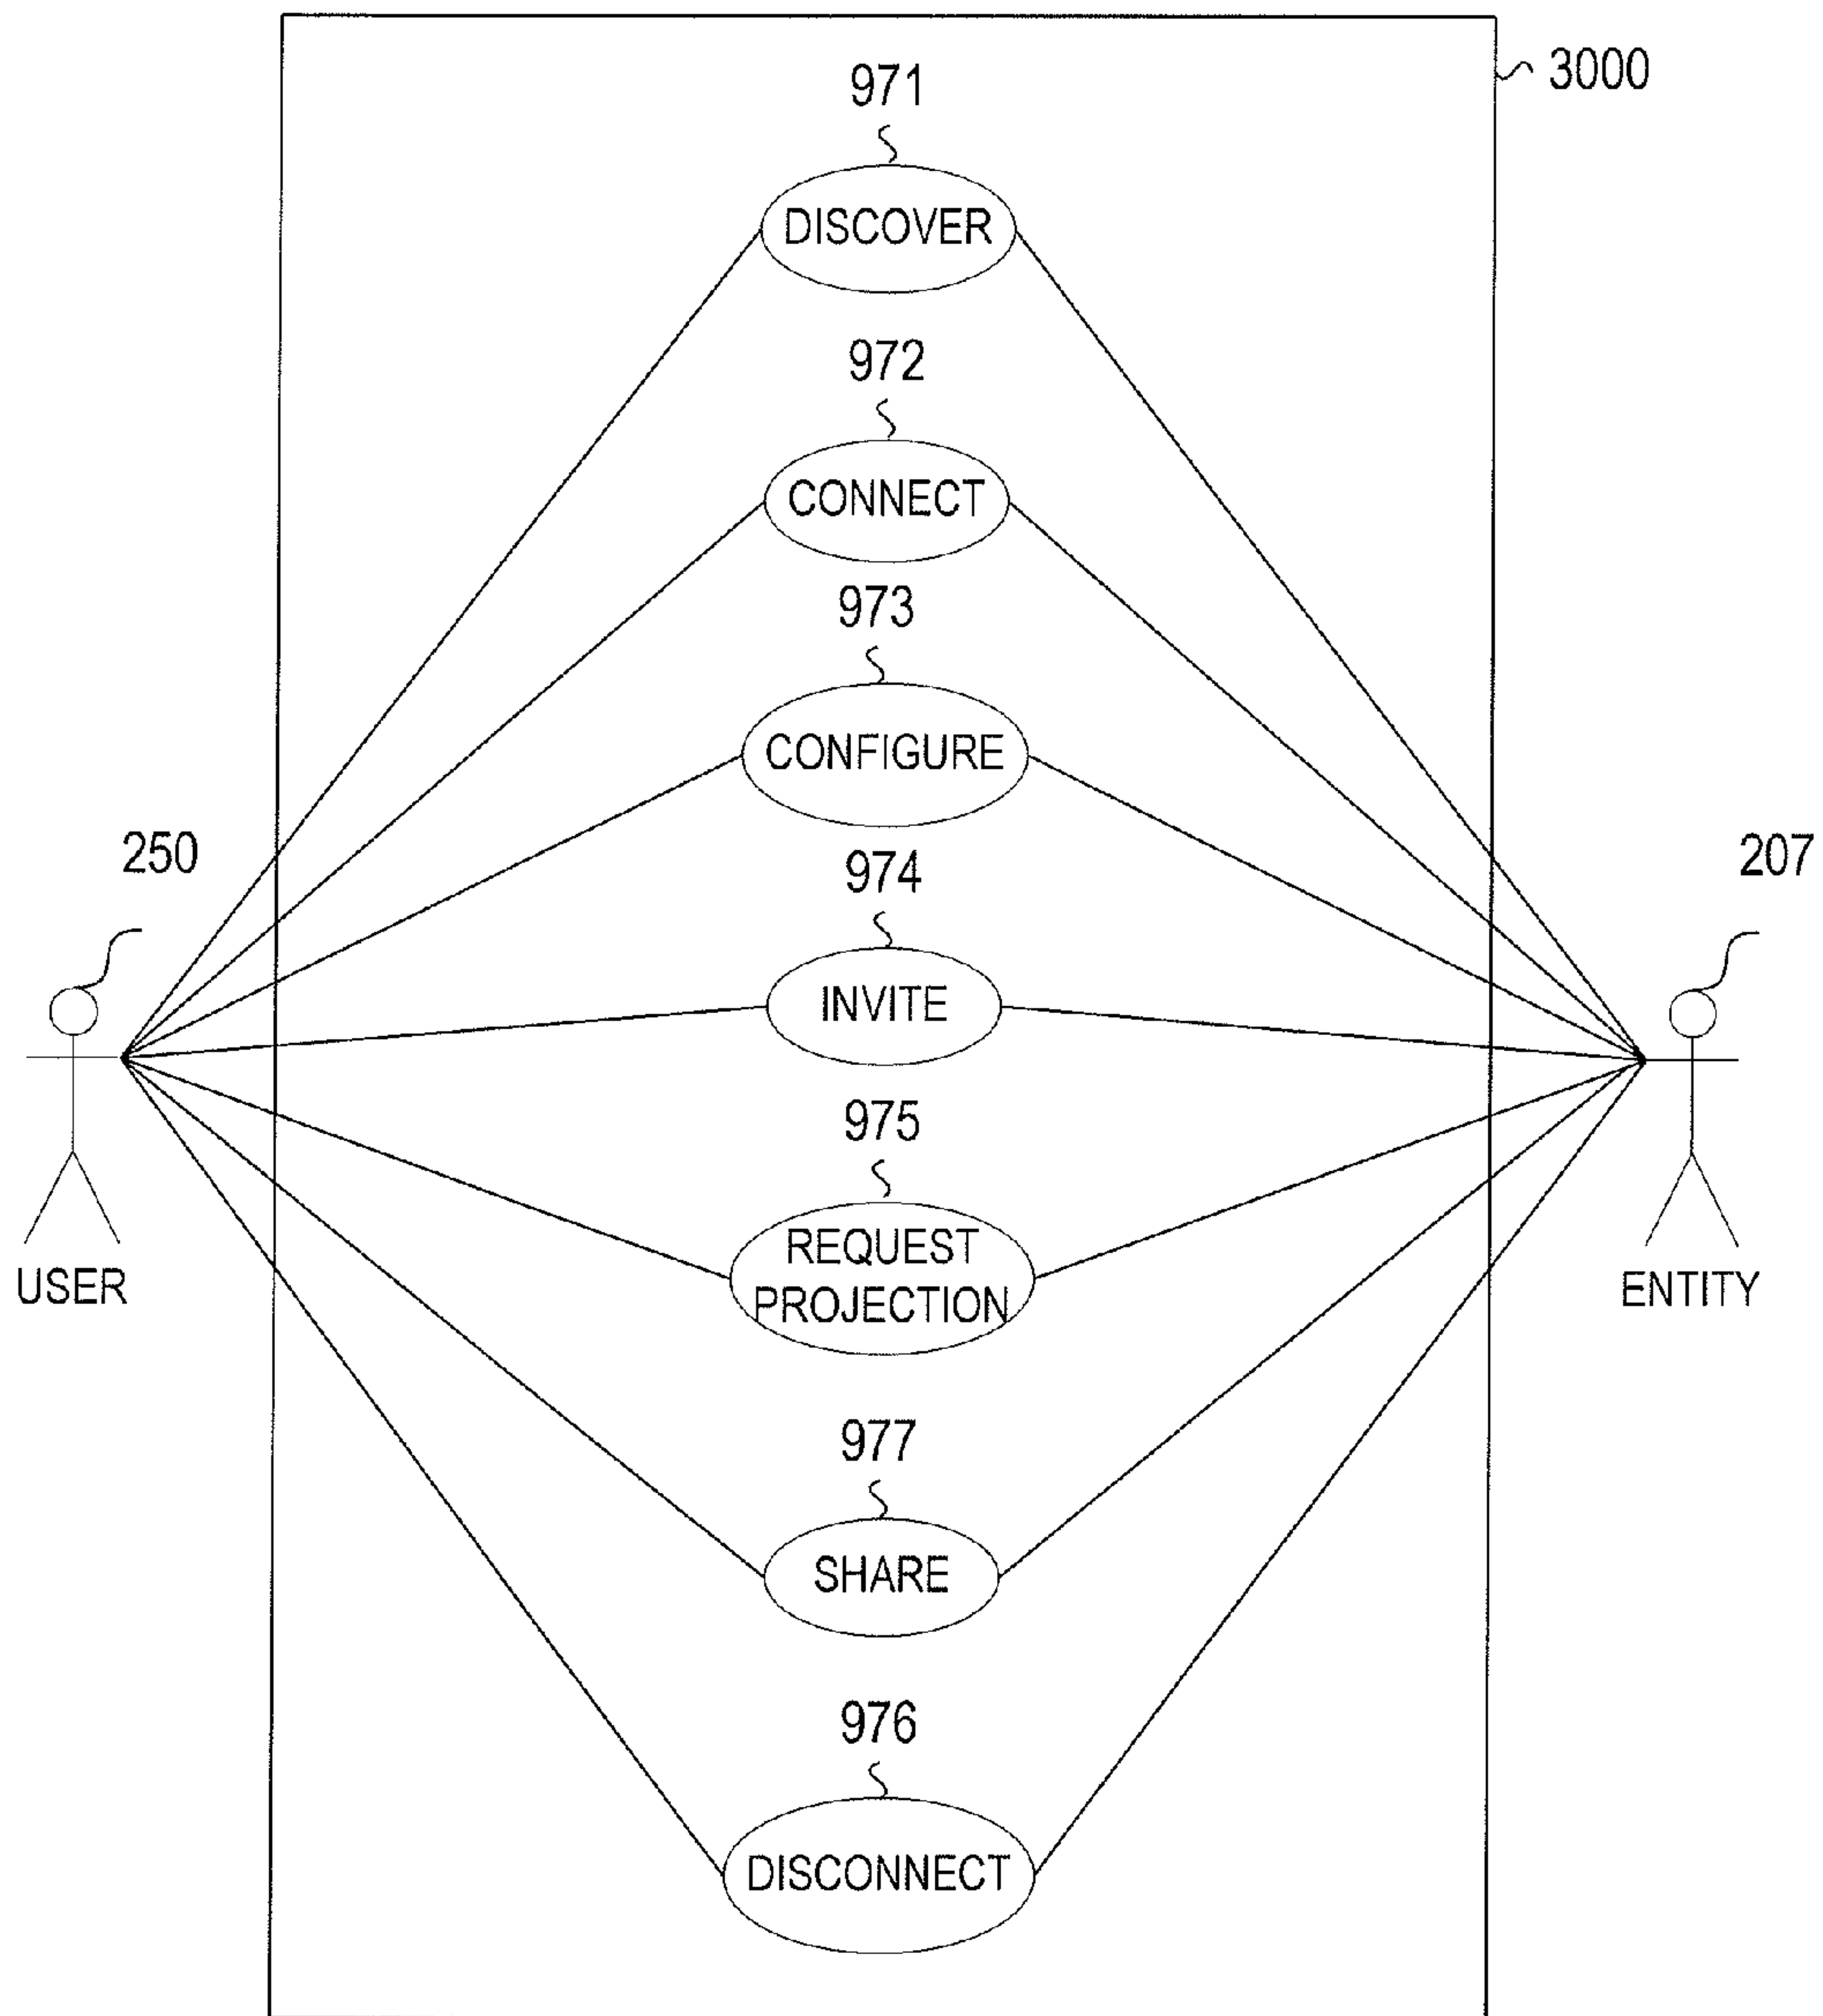 3000
971
DISCOVER
972
CONNECT
973
CONFIGURE
250
974
207
INVITE
975
USER
REQUEST
PROJECTION
ENTITY
977
SHARE
976
DISCONNECT